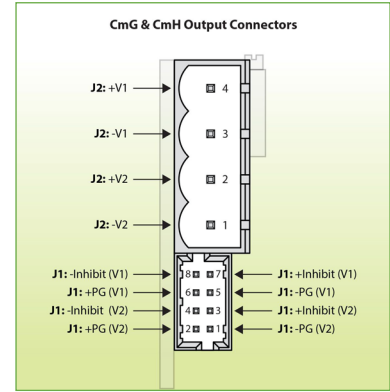 CmG & CmH Output Connectors
J2: +V1 4
J2: -V1 3
J2: +V2 2
J2: -V2 1
J1: -Inhibit (V1) 8 7 J1: +Inhibit (V1)
J1: +PG (V1) 6 5 J1: -PG (V1)
J1: -Inhibit (V2) 4 3 J1: +Inhibit (V2)
J1: +PG (V2) 2 1 J1: -PG (V2)